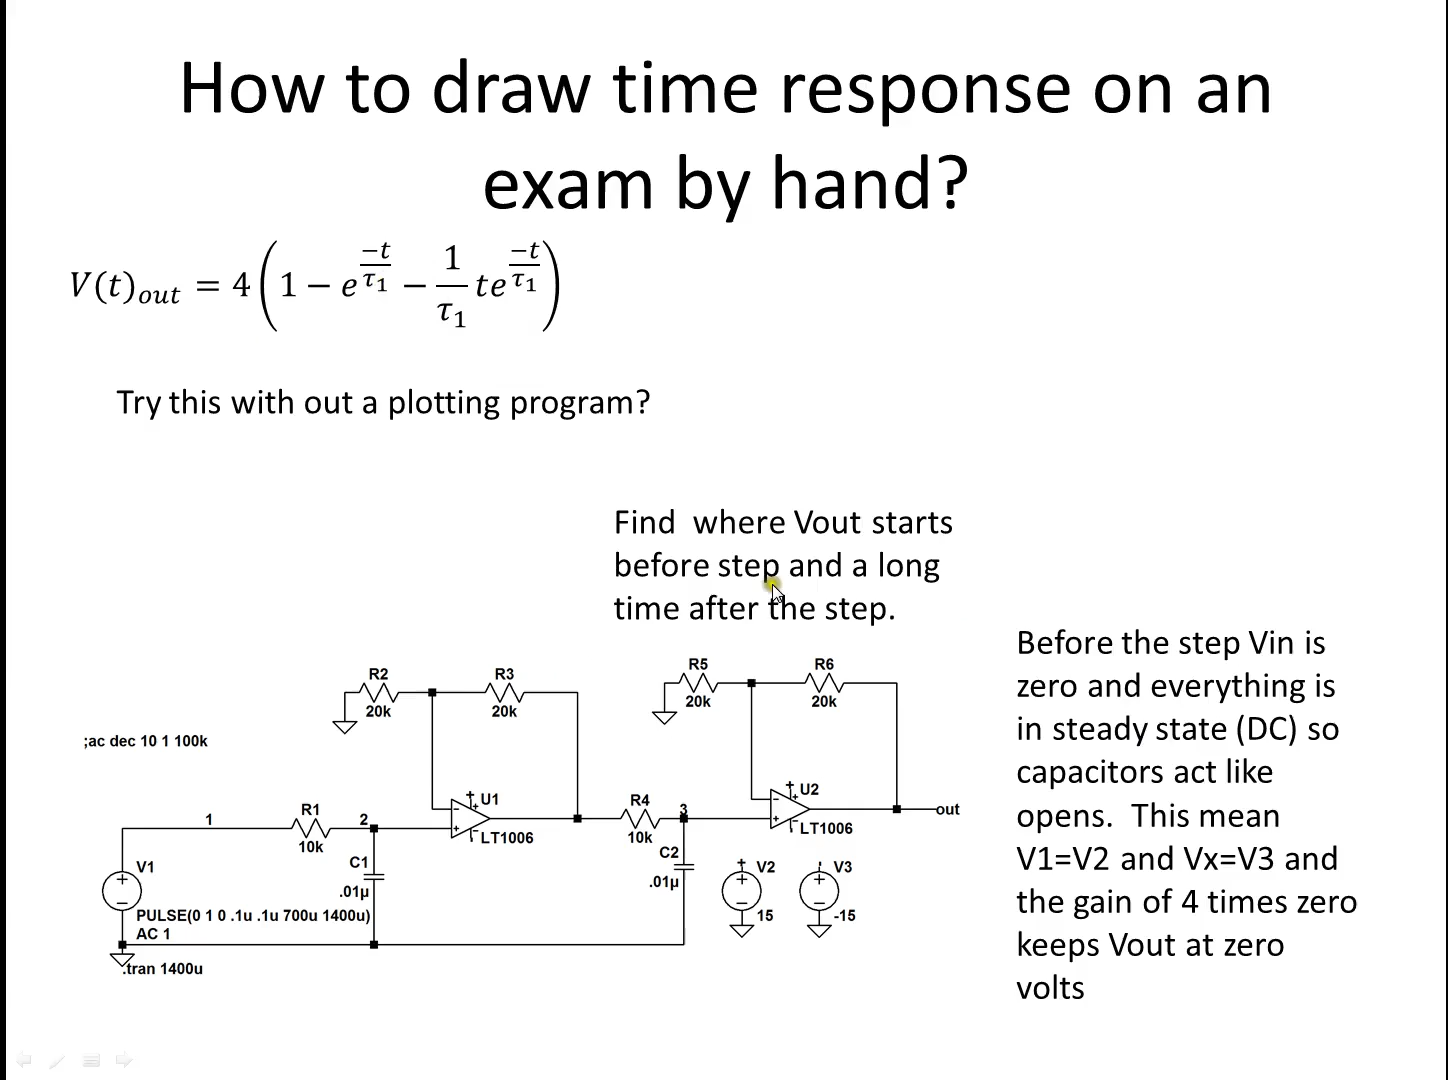 How to draw time response on an
exam by hand?
V(t)out = 4(1 − e^(−t/τ1) − (1/τ1) te^(−t/τ1))
Try this with out a plotting program?
Find where Vout starts
before step and a long
time after the step.
Before the step Vin is
zero and everything is
in steady state (DC) so
capacitors act like
opens. This mean
V1=V2 and Vx=V3 and
the gain of 4 times zero
keeps Vout at zero
volts
R2
20k
R3
20k
R5
20k
R6
20k
;ac dec 10 1 100k
1
R1
10k
2
C1
.01µ
U1
LT1006
R4
10k
3
C2
.01µ
U2
LT1006
out
V1
PULSE(0 1 0 .1u .1u 700u 1400u)
AC 1
.tran 1400u
V2
15
V3
-15